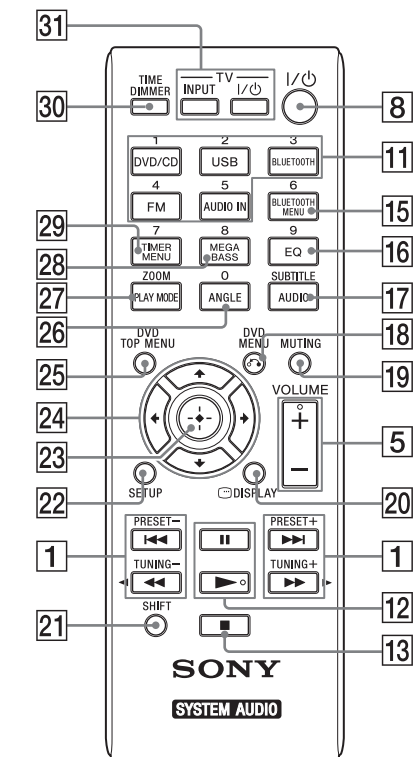 31
TIME
DIMMER
TV
INPUT
I/⏻
I/⏻
30
8
1
2
3
DVD/CD
USB
BLUETOOTH
11
4
5
6
FM
AUDIO IN
BLUETOOTH
MENU
15
29
7
8
9
TIMER
MENU
MEGA
BASS
EQ
16
28
ZOOM
0
SUBTITLE
27
PLAY MODE
ANGLE
AUDIO
17
26
DVD
TOP MENU
DVD
MENU
MUTING
18
25
19
VOLUME
24
+
5
23
−
22
SETUP
DISPLAY
20
PRESET−
PRESET+
1
1
TUNING−
TUNING+
12
SHIFT
21
13
SONY
SYSTEM AUDIO